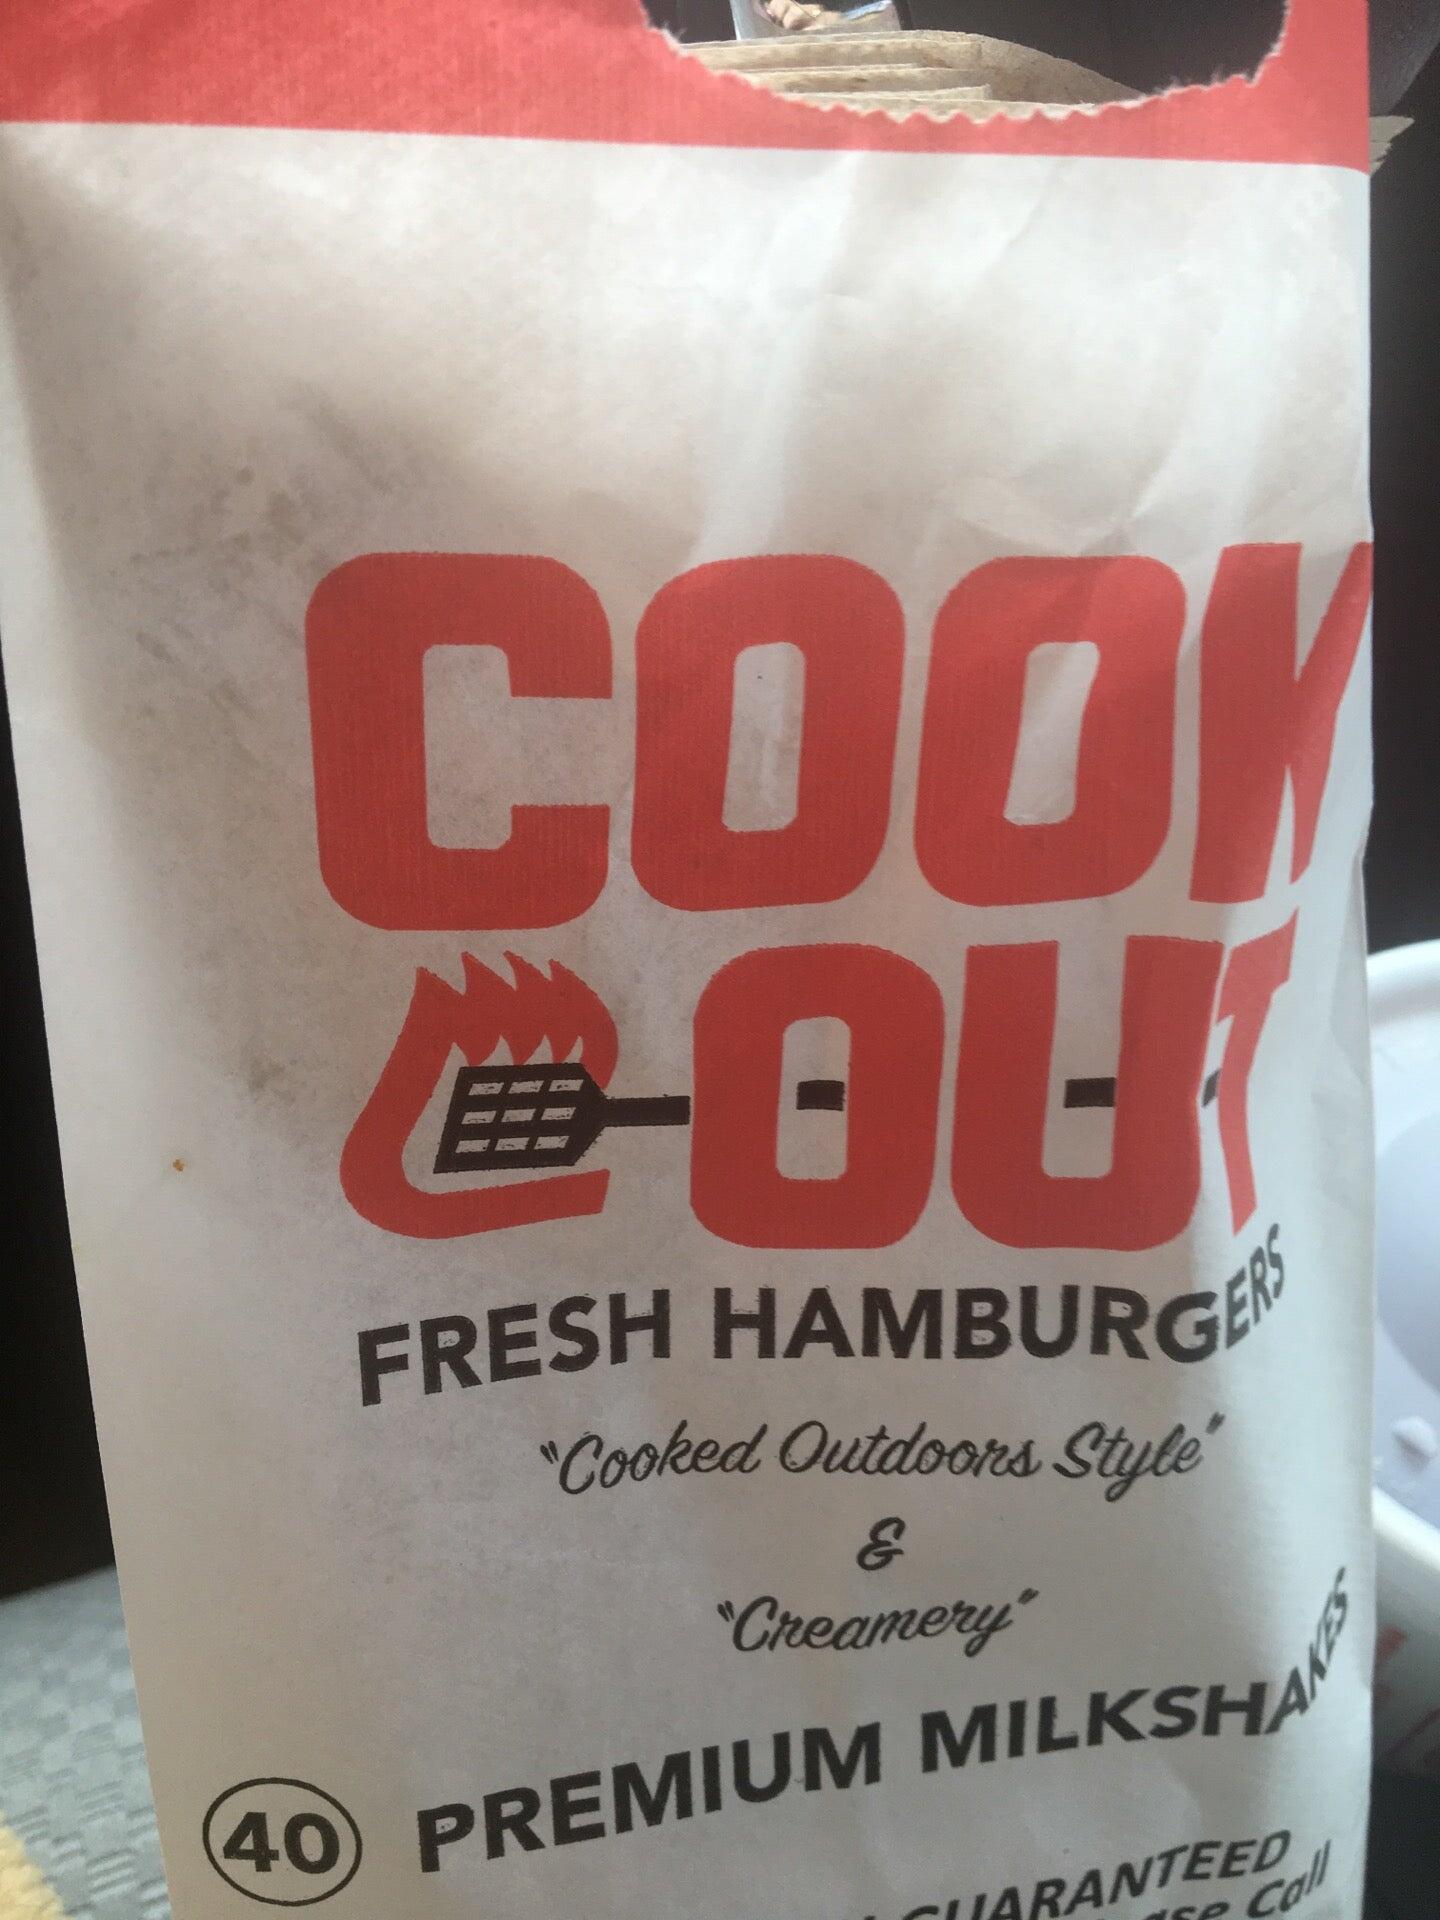 COOK
OUT
FRESH HAMBURGERS
"Cooked Outdoors Style"
&
"Creamery"
40 PREMIUM MILKSHAKES
GUARANTEED
Call